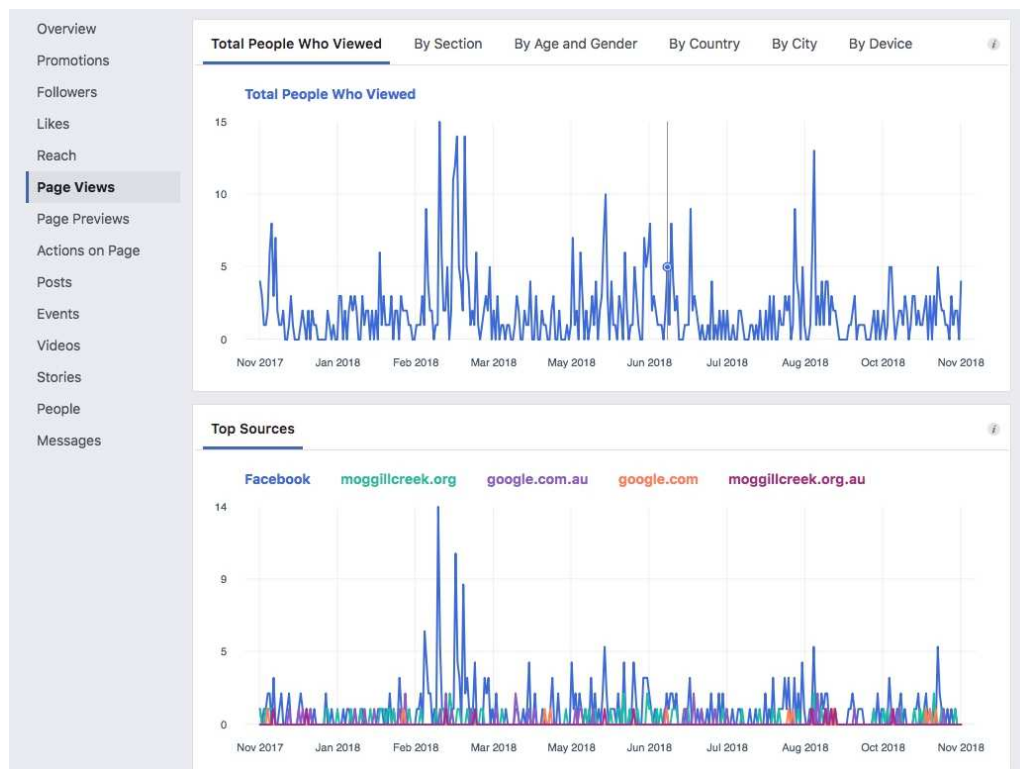 Overview
Promotions
Followers
Likes
Reach
Page Views
Page Previews
Actions on Page
Posts
Events
Videos
Stories
People
Messages
Total People Who Viewed By Section By Age and Gender By Country By City By Device i
Total People Who Viewed
15
10
5
0
Nov 2017 Jan 2018 Feb 2018 Mar 2018 May 2018 Jun 2018 Jul 2018 Aug 2018 Oct 2018 Nov 2018
Top Sources i
Facebook moggillcreek.org google.com.au google.com moggillcreek.org.au
14
9
5
0
Nov 2017 Jan 2018 Feb 2018 Mar 2018 May 2018 Jun 2018 Jul 2018 Aug 2018 Oct 2018 Nov 2018